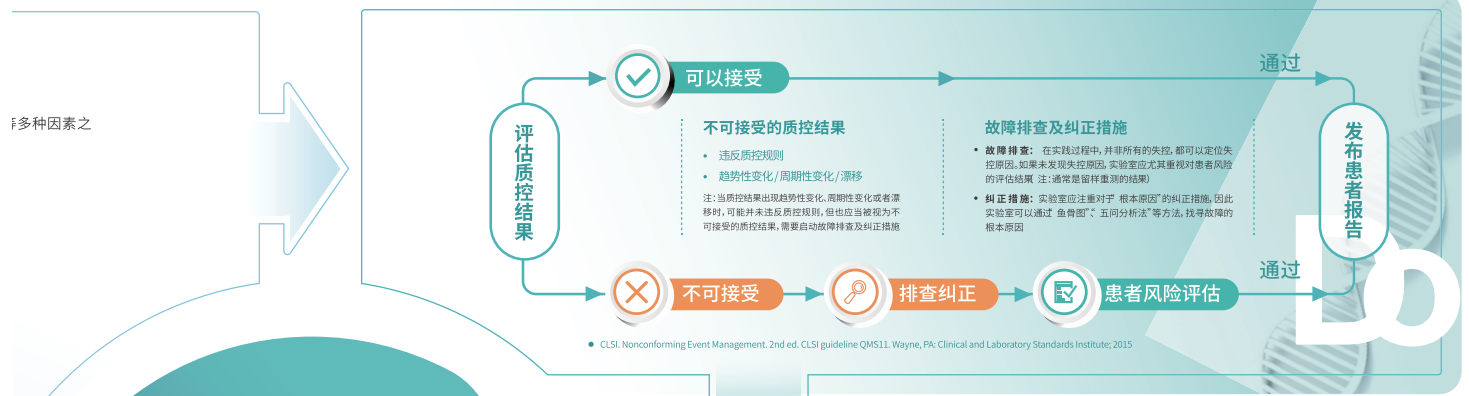 等多种因素之
评估质控结果
可以接受
通过
发布患者报告
不可接受的质控结果
• 违反质控规则
• 趋势性变化/周期性变化/漂移
注:当质控结果出现趋势性变化、周期性变化或者漂
移时,可能并未违反质控规则,但也应当被视为不
可接受的质控结果,需要启动故障排查及纠正措施
故障排查及纠正措施
• 故障排查: 在实践过程中,并非所有的失控,都可以定位失
控原因。如果未发现失控原因,实验室应尤其重视对患者风险
的评估结果(注:通常是留样重测的结果)
• 纠正措施: 实验室应注重对于“根本原因”的纠正措施,因此
实验室可以通过“鱼骨图”、“五问分析法”等方法,找寻故障的
根本原因
不可接受
排查纠正
患者风险评估
通过
Do
• CLSI. Nonconforming Event Management. 2nd ed. CLSI guideline QMS11. Wayne, PA: Clinical and Laboratory Standards Institute; 2015